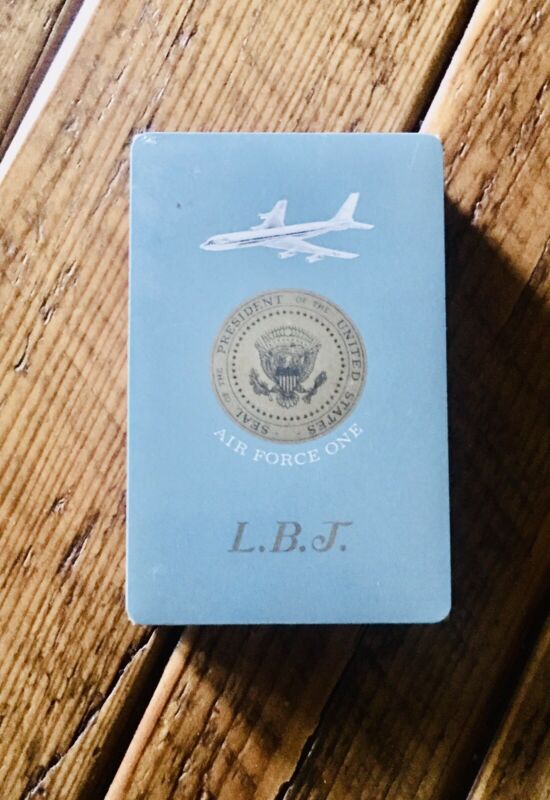 SEAL OF THE PRESIDENT OF THE UNITED STATES
AIR FORCE ONE
L.B.J.